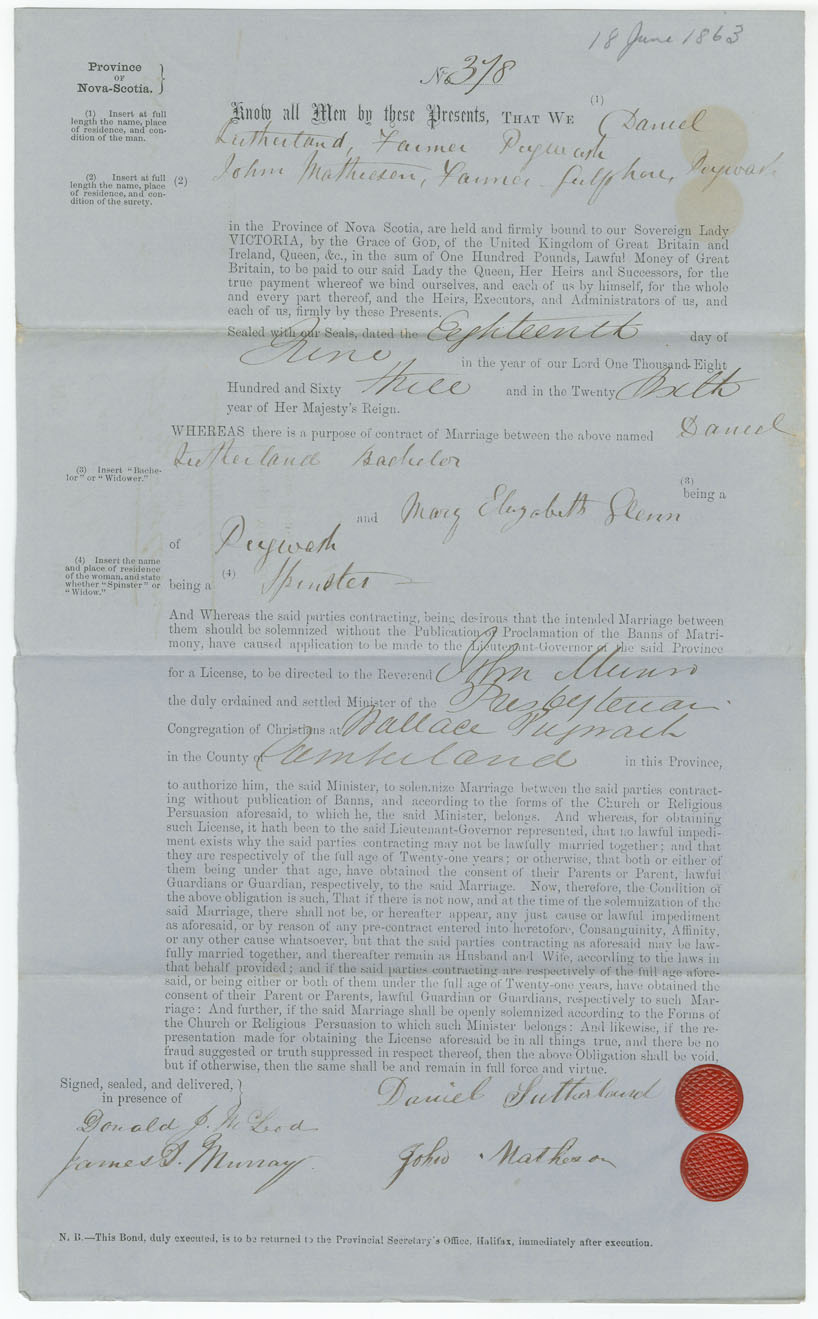 18 June 1863
Province
OF
Nova-Scotia.
No 378
(1) Insert at full
length the name, place
of residence, and con-
dition of the man.
Know all Men by these Presents, THAT WE (1) Daniel
Sutherland, Farmer Pugwash
(2) Insert at full
length the name, place
of residence, and con-
dition of the surety.
(2) John Mathieson, Farmer Gulf Shore, Pugwash
in the Province of Nova Scotia, are held and firmly bound to our Sovereign Lady
VICTORIA, by the Grace of GOD, of the United Kingdom of Great Britain and
Ireland, Queen, &c., in the sum of One Hundred Pounds, Lawful Money of Great
Britain, to be paid to our said Lady the Queen, Her Heirs and Successors, for the
true payment whereof we bind ourselves, and each of us by himself, for the whole
and every part thereof, and the Heirs, Executors, and Administrators of us, and
each of us, firmly by these Presents.
Sealed with our Seals, dated the Eighteenth day of
June in the year of our Lord One Thousand Eight
Hundred and Sixty three and in the Twenty Sixth
year of Her Majesty's Reign.
WHEREAS there is a purpose of contract of Marriage between the above named Daniel
Sutherland Bachelor
(3) Insert "Bache-
lor" or "Widower."
(3)
being a
and Mary Elizabeth Glenn
of Pugwash
(4) Insert the name
and place of residence
of the woman, and state
whether "Spinster" or
"Widow."
being a (4) Spinster
And Whereas the said parties contracting, being desirous that the intended Marriage between
them should be solemnized without the Publication or Proclamation of the Banns of Matri-
mony, have caused application to be made to the Lieutenant-Governor of the said Province
for a License, to be directed to the Reverend John Munro
the duly ordained and settled Minister of the Presbyterian
Congregation of Christians at Wallace Pugwash
in the County of Cumberland in this Province,
to authorize him, the said Minister, to solemnize Marriage between the said parties contract-
ing without publication of Banns, and according to the forms of the Church or Religious
Persuasion aforesaid, to which he, the said Minister, belongs. And whereas, for obtaining
such License, it hath been to the said Lieutenant-Governor represented, that no lawful impedi-
ment exists why the said parties contracting may not be lawfully married together; and that
they are respectively of the full age of Twenty-one years; or otherwise, that both or either of
them being under that age, have obtained the consent of their Parents or Parent, lawful
Guardians or Guardian, respectively, to the said Marriage. Now, therefore, the Condition of
the above obligation is such, That if there is not now, and at the time of the solemnization of the
said Marriage, there shall not be, or hereafter appear, any just cause or lawful impediment
as aforesaid, or by reason of any pre-contract entered into heretofore, Consanguinity, Affinity,
or any other cause whatsoever, but that the said parties contracting as aforesaid may be law-
fully married together, and thereafter remain as Husband and Wife, according to the laws in
that behalf provided; and if the said parties contracting are respectively of the full age afore-
said, or being either or both of them under the full age of Twenty-one years, have obtained the
consent of their Parent or Parents, lawful Guardian or Guardians, respectively to such Mar-
riage: And further, if the said Marriage shall be openly solemnized according to the Forms of
the Church or Religious Persuasion to which such Minister belongs: And likewise, if the re-
presentation made for obtaining the License aforesaid be in all things true, and there be no
fraud suggested or truth suppressed in respect thereof, then the above Obligation shall be void,
but if otherwise, then the same shall be and remain in full force and virtue.
Signed, sealed, and delivered,
in presence of
Daniel Sutherland
Donald J. McLeod
James S. Murray
John Matheson
N. B.—This Bond, duly executed, is to be returned to the Provincial Secretary's Office, Halifax, immediately after execution.